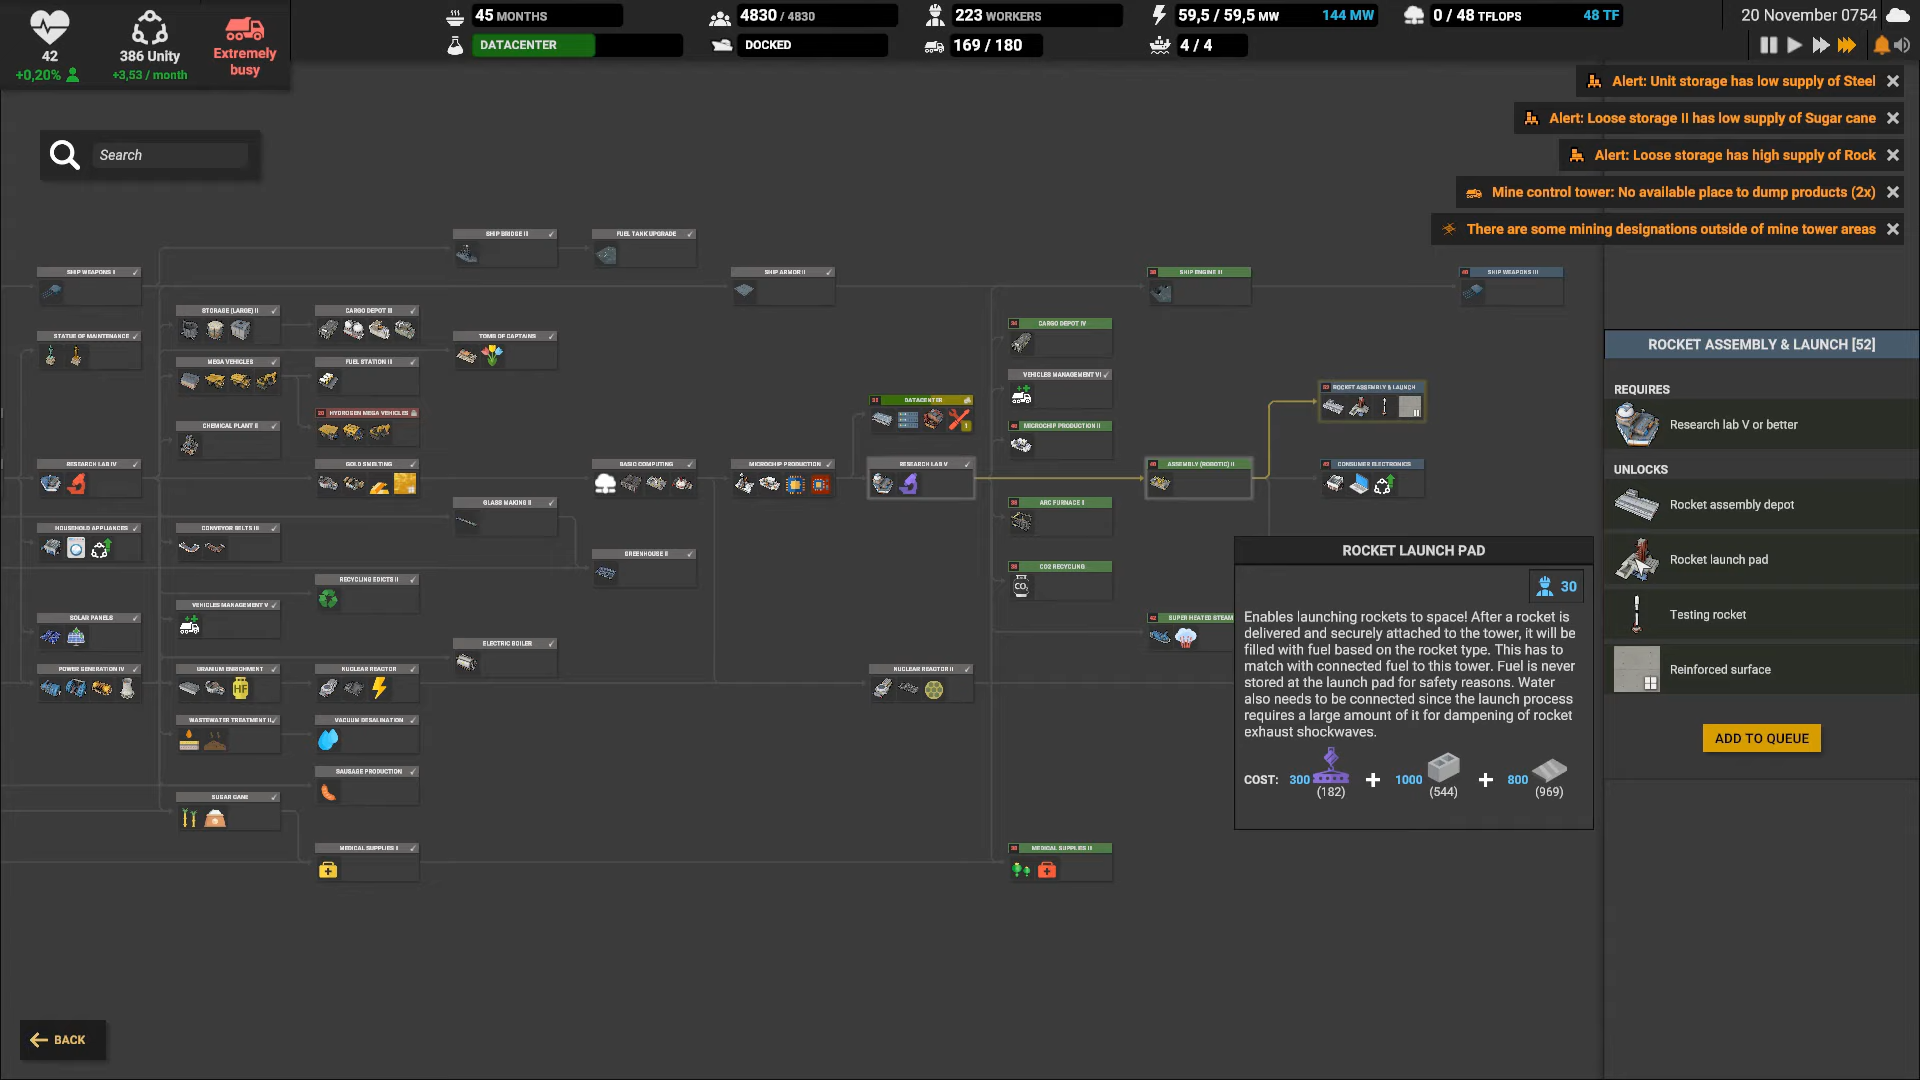 42
+0,20%
386 Unity
+3,53 / month
Extremely
busy
45 MONTHS
DATACENTER
4830 / 4830
DOCKED
223 WORKERS
169 / 180
59,5 / 59,5 MW
144 MW
4 / 4
0 / 48 TFLOPS
48 TF
20 November 0754
Alert: Unit storage has low supply of Steel
Alert: Loose storage II has low supply of Sugar cane
Alert: Loose storage has high supply of Rock
Mine control tower: No available place to dump products (2x)
There are some mining designations outside of mine tower areas
Search
SHIP BRIDGE III
FUEL TANK UPGRADE
SHIP WEAPONS II
SHIP ARMOR II
SHIP ENGINE III
SHIP WEAPONS III
STORAGE (LARGE) II
CARGO DEPOT III
CARGO DEPOT IV
STATUE OF MAINTENANCE
TOMB OF CAPTAINS
MEGA VEHICLES
FUEL STATION III
VEHICLES MANAGEMENT VI
ROCKET ASSEMBLY & LAUNCH
DATACENTER
HYDROGEN MEGA VEHICLES
CHEMICAL PLANT II
MICROCHIP PRODUCTION II
RESEARCH LAB IV
GOLD SMELTING
BASIC COMPUTING
MICROCHIP PRODUCTION
RESEARCH LAB V
ASSEMBLY (ROBOTIC) II
CONSUMER ELECTRONICS
GLASS MAKING II
ARC FURNACE II
HOUSEHOLD APPLIANCES
CONVEYOR BELTS III
GREENHOUSE II
CO2 RECYCLING
CO2
RECYCLING EDICTS II
VEHICLES MANAGEMENT V
SOLAR PANELS
SUPER HEATED STEAM
ELECTRIC BOILER
POWER GENERATION IV
URANIUM ENRICHMENT
HF
NUCLEAR REACTOR
NUCLEAR REACTOR II
WASTEWATER TREATMENT II
VACUUM DESALINATION
SAUSAGE PRODUCTION
SUGAR CANE
MEDICAL SUPPLIES II
MEDICAL SUPPLIES III
ROCKET LAUNCH PAD
30
Enables launching rockets to space! After a rocket is
delivered and securely attached to the tower, it will be
filled with fuel based on the rocket type. This has to
match with connected fuel to this tower. Fuel is never
stored at the launch pad for safety reasons. Water
also needs to be connected since the launch process
requires a large amount of it for dampening of rocket
exhaust shockwaves.
COST: 300 + 1000 + 800
(182) (544) (969)
ROCKET ASSEMBLY & LAUNCH [52]
REQUIRES
Research lab V or better
UNLOCKS
Rocket assembly depot
Rocket launch pad
Testing rocket
Reinforced surface
ADD TO QUEUE
BACK